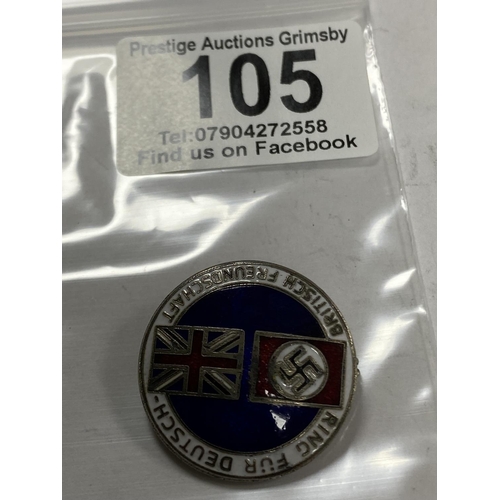 Prestige Auctions Grimsby
105
Tel:07904272558
Find us on Facebook
RING FÜR DEUTSCH-
BRITISCH FREUNDSCHAFT